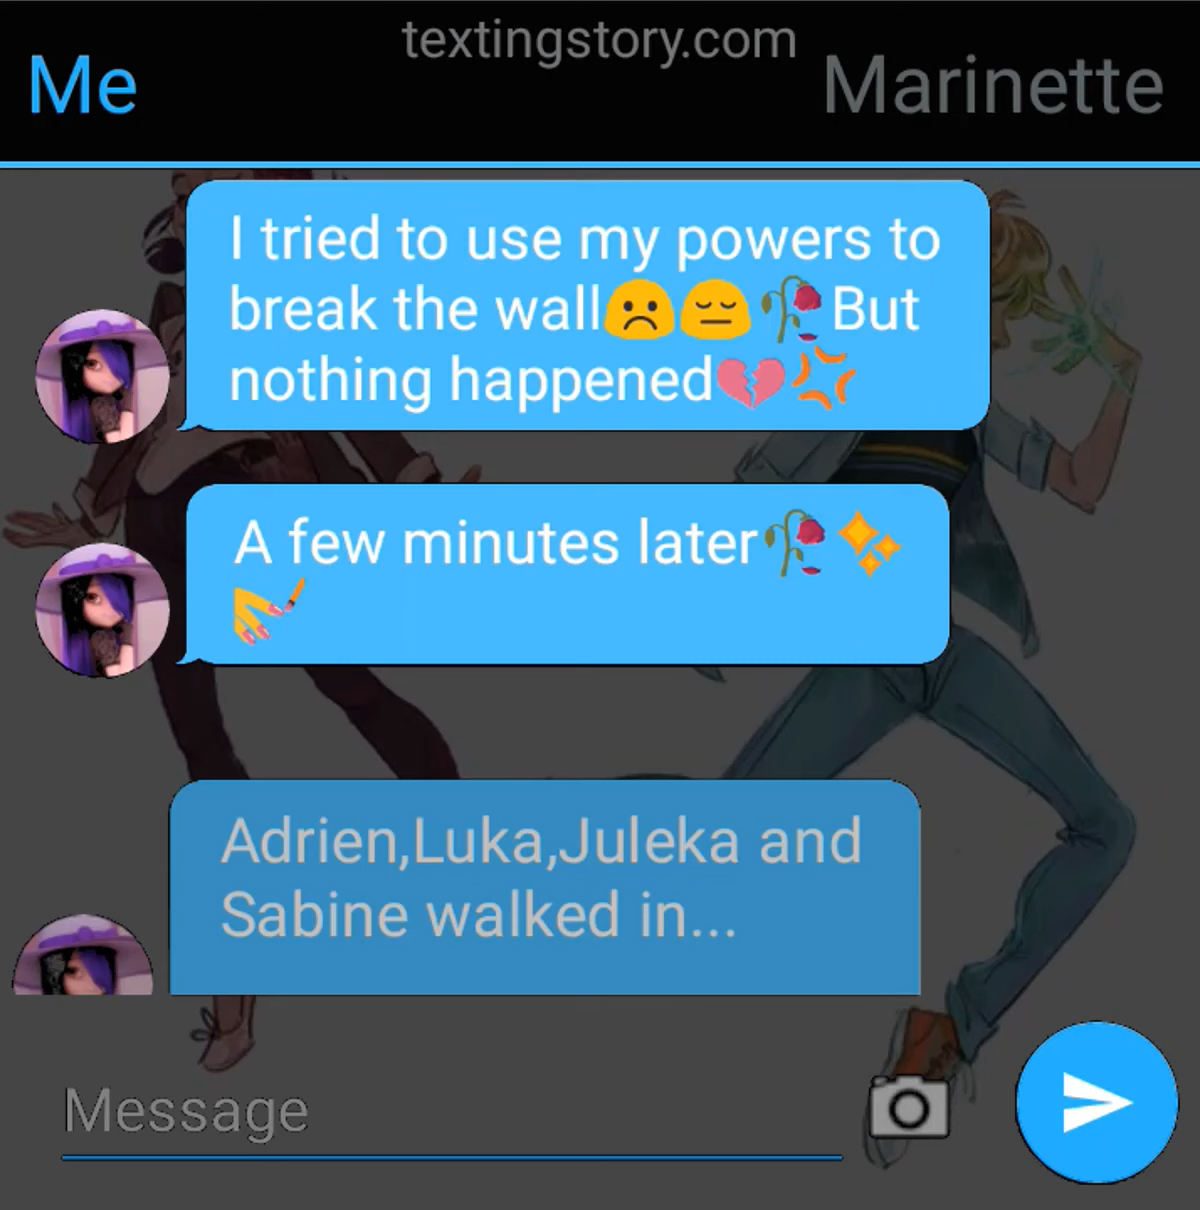 textingstory.com
Me
Marinette
I tried to use my powers to
break the wall☹️😔🥀But
nothing happened💔💢
A few minutes later🥀✨
💅
Adrien,Luka,Juleka and
Sabine walked in...
Message